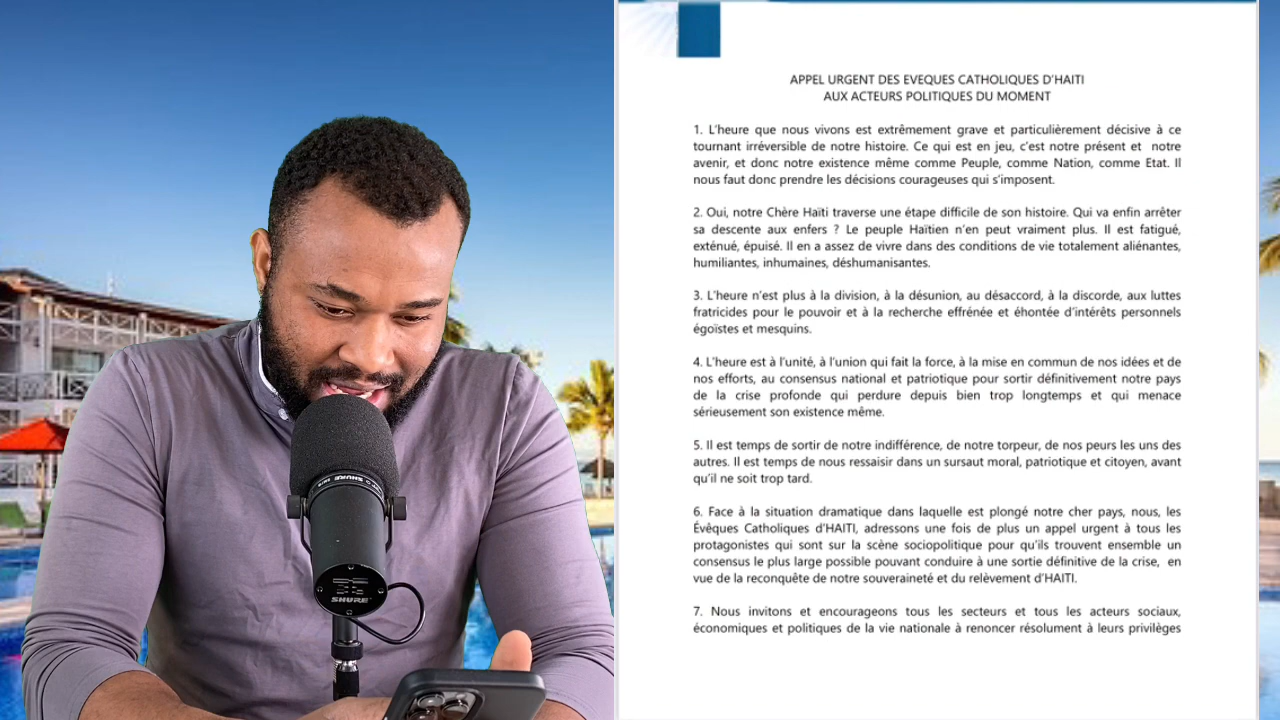 APPEL URGENT DES EVEQUES CATHOLIQUES D'HAITI
AUX ACTEURS POLITIQUES DU MOMENT
1. L'heure que nous vivons est extrêmement grave et particulièrement décisive à ce
tournant irréversible de notre histoire. Ce qui est en jeu, c'est notre présent et notre
avenir, et donc notre existence même comme Peuple, comme Nation, comme Etat. Il
nous faut donc prendre les décisions courageuses qui s'imposent.
2. Oui, notre Chère Haïti traverse une étape difficile de son histoire. Qui va enfin arrêter
sa descente aux enfers ? Le peuple Haïtien n'en peut vraiment plus. Il est fatigué,
exténué, épuisé. Il en a assez de vivre dans des conditions de vie totalement aliénantes,
humiliantes, inhumaines, déshumanisantes.
3. L'heure n'est plus à la division, à la désunion, au désaccord, à la discorde, aux luttes
fratricides pour le pouvoir et à la recherche effrénée et éhontée d'intérêts personnels
égoïstes et mesquins.
4. L'heure est à l'unité, à l'union qui fait la force, à la mise en commun de nos idées et de
nos efforts, au consensus national et patriotique pour sortir définitivement notre pays
de la crise profonde qui perdure depuis bien trop longtemps et qui menace
sérieusement son existence même.
5. Il est temps de sortir de notre indifférence, de notre torpeur, de nos peurs les uns des
autres. Il est temps de nous ressaisir dans un sursaut moral, patriotique et citoyen, avant
qu'il ne soit trop tard.
6. Face à la situation dramatique dans laquelle est plongé notre cher pays, nous, les
Évêques Catholiques d'HAITI, adressons une fois de plus un appel urgent à tous les
protagonistes qui sont sur la scène sociopolitique pour qu'ils trouvent ensemble un
consensus le plus large possible pouvant conduire à une sortie définitive de la crise, en
vue de la reconquête de notre souveraineté et du relèvement d'HAITI.
7. Nous invitons et encourageons tous les secteurs et tous les acteurs sociaux,
économiques et politiques de la vie nationale à renoncer résolument à leurs privilèges
SHURE
SHURE